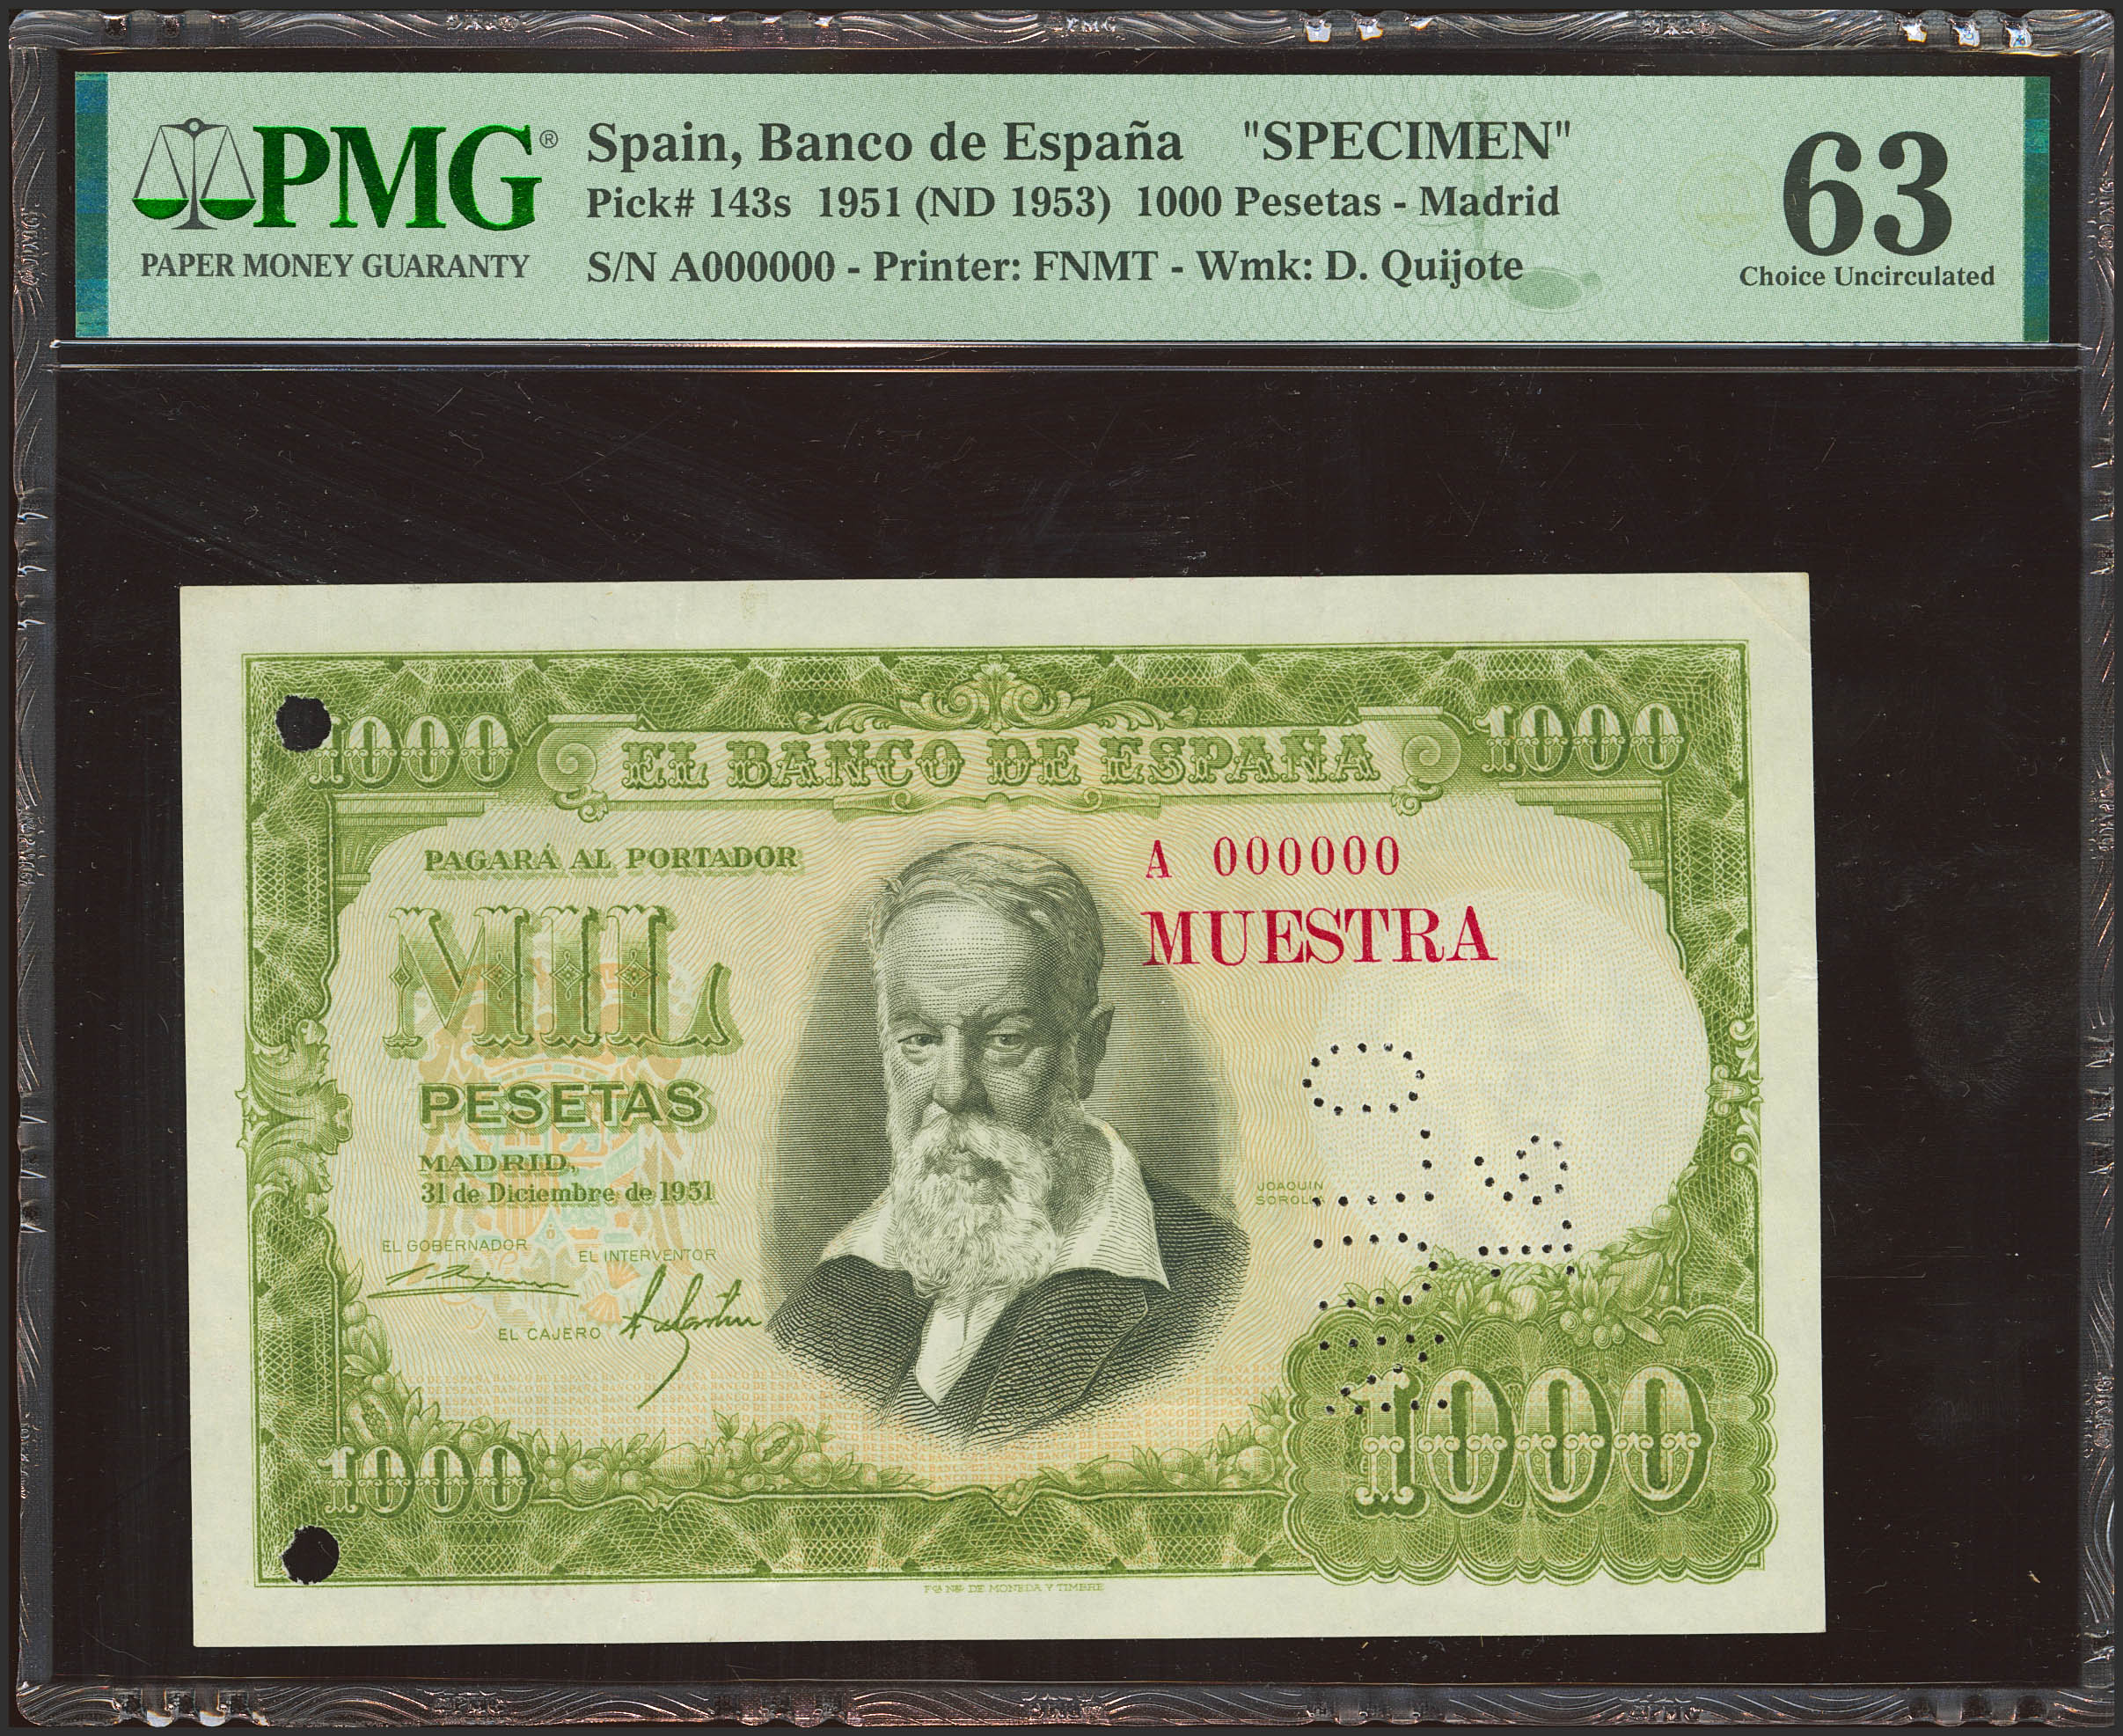 PMG®
PAPER MONEY GUARANTY
Spain, Banco de España "SPECIMEN"
Pick# 143s 1951 (ND 1953) 1000 Pesetas - Madrid
S/N A000000 - Printer: FNMT - Wmk: D. Quijote
63
Choice Uncirculated
1000
EL BANCO DE ESPAÑA
1000
PAGARÁ AL PORTADOR
A 000000
MUESTRA
MIL
PESETAS
MADRID,
31 de Diciembre de 1951
JOAQUIN
SOROLLA
EL GOBERNADOR
EL INTERVENTOR
EL CAJERO
1000
1000
FCA NAL DE MONEDA Y TIMBRE